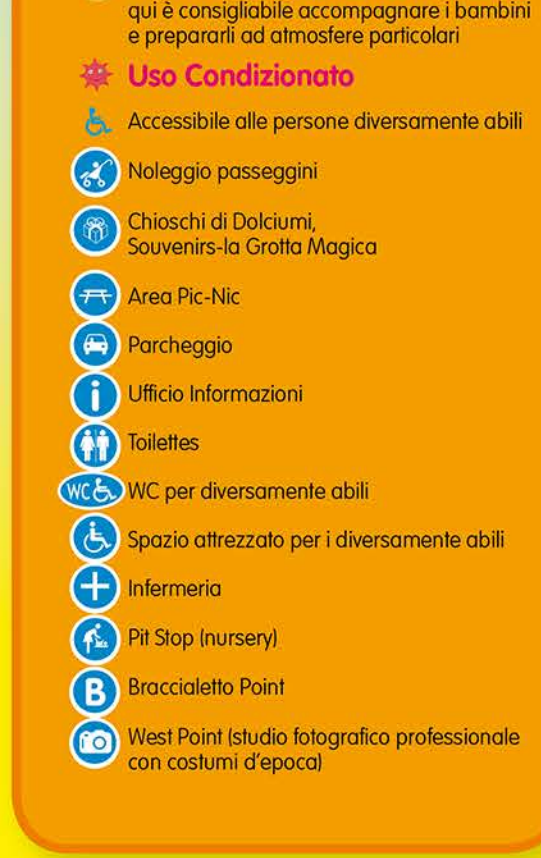 qui è consigliabile accompagnare i bambini
e prepararli ad atmosfere particolari
Uso Condizionato
Accessibile alle persone diversamente abili
Noleggio passeggini
Chioschi di Dolciumi,
Souvenirs-la Grotta Magica
Area Pic-Nic
Parcheggio
i Ufficio Informazioni
Toilettes
WC WC per diversamente abili
Spazio attrezzato per i diversamente abili
Infermeria
Pit Stop (nursery)
B Braccialetto Point
West Point (studio fotografico professionale
con costumi d'epoca)